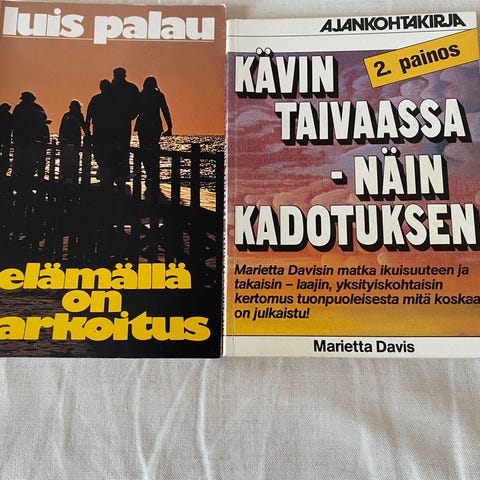 luis palau
elämällä
on
arkoitus
AJANKOHTAKIRJA
2. painos
KÄVIN
TAIVAASSA
- NÄIN
KADOTUKSEN
Marietta Davisin matka ikuisuuteen ja
takaisin – laajin, yksityiskohtaisin
kertomus tuonpuoleisesta mitä koskaa
on julkaistu!
Marietta Davis